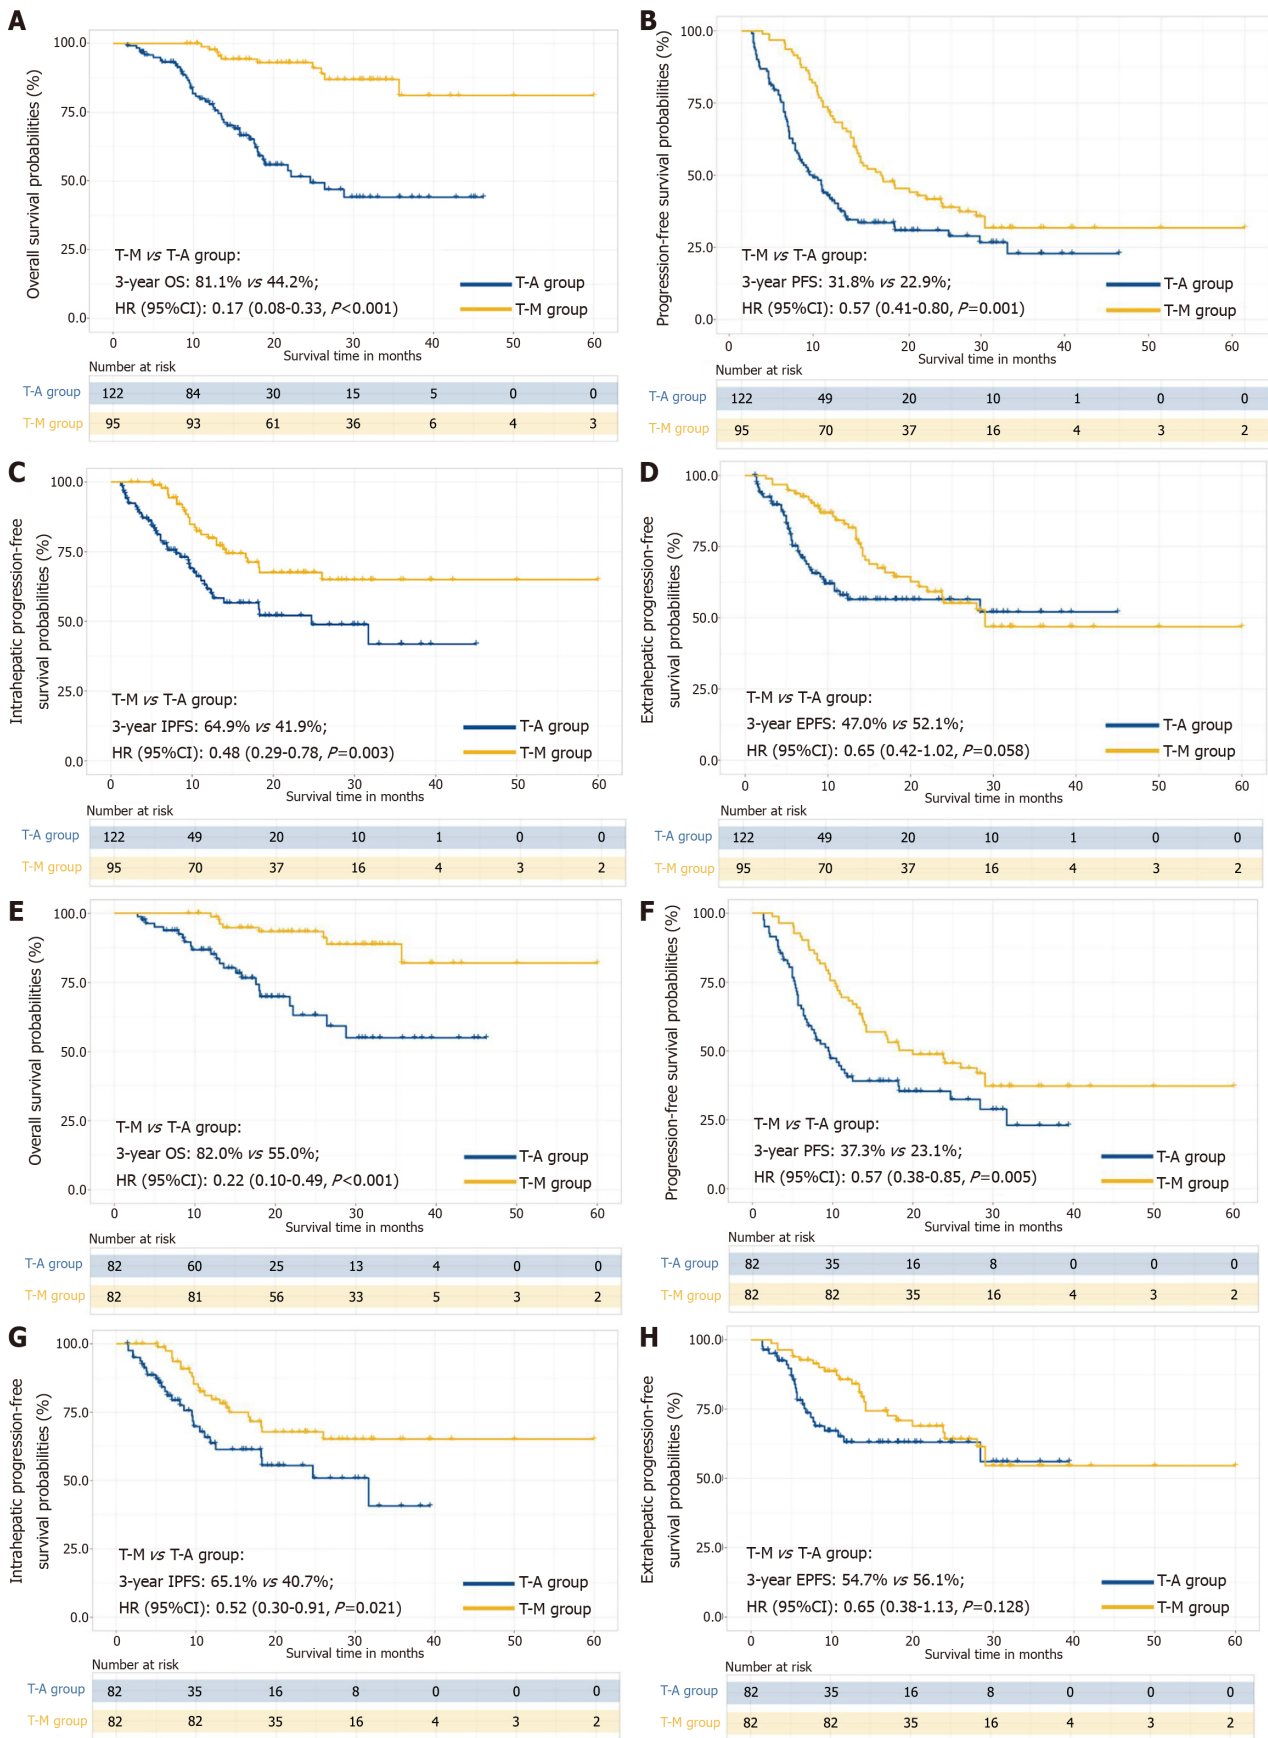 A
Overall survival probabilities (%)
100.0
75.0
50.0
25.0
0.0
T-M vs T-A group:
3-year OS: 81.1% vs 44.2%;
HR (95%CI): 0.17 (0.08-0.33, P<0.001)
T-A group
T-M group
0 10 20 30 40 50 60
Survival time in months
Number at risk
T-A group 122 84 30 15 5 0 0
T-M group 95 93 61 36 6 4 3
B
Progression-free survival probabilities (%)
100.0
75.0
50.0
25.0
0.0
T-M vs T-A group:
3-year PFS: 31.8% vs 22.9%;
HR (95%CI): 0.57 (0.41-0.80, P=0.001)
T-A group
T-M group
0 10 20 30 40 50 60
Survival time in months
Number at risk
T-A group 122 49 20 10 1 0 0
T-M group 95 70 37 16 4 3 2
C
Intrahepatic progression-free
survival probabilities (%)
100.0
75.0
50.0
25.0
0.0
T-M vs T-A group:
3-year IPFS: 64.9% vs 41.9%;
HR (95%CI): 0.48 (0.29-0.78, P=0.003)
T-A group
T-M group
0 10 20 30 40 50 60
Survival time in months
Number at risk
T-A group 122 49 20 10 1 0 0
T-M group 95 70 37 16 4 3 2
D
Extrahepatic progression-free
survival probabilities (%)
100.0
75.0
50.0
25.0
0.0
T-M vs T-A group:
3-year EPFS: 47.0% vs 52.1%;
HR (95%CI): 0.65 (0.42-1.02, P=0.058)
T-A group
T-M group
0 10 20 30 40 50 60
Survival time in months
Number at risk
T-A group 122 49 20 10 1 0 0
T-M group 95 70 37 16 4 3 2
E
Overall survival probabilities (%)
100.0
75.0
50.0
25.0
0.0
T-M vs T-A group:
3-year OS: 82.0% vs 55.0%;
HR (95%CI): 0.22 (0.10-0.49, P<0.001)
T-A group
T-M group
0 10 20 30 40 50 60
Survival time in months
Number at risk
T-A group 82 60 25 13 4 0 0
T-M group 82 81 56 33 5 3 2
F
Progression-free survival probabilities (%)
100.0
75.0
50.0
25.0
0.0
T-M vs T-A group:
3-year PFS: 37.3% vs 23.1%;
HR (95%CI): 0.57 (0.38-0.85, P=0.005)
T-A group
T-M group
0 10 20 30 40 50 60
Survival time in months
Number at risk
T-A group 82 35 16 8 0 0 0
T-M group 82 82 35 16 4 3 2
G
Intrahepatic progression-free
survival probabilities (%)
100.0
75.0
50.0
25.0
0.0
T-M vs T-A group:
3-year IPFS: 65.1% vs 40.7%;
HR (95%CI): 0.52 (0.30-0.91, P=0.021)
T-A group
T-M group
0 10 20 30 40 50 60
Survival time in months
Number at risk
T-A group 82 35 16 8 0 0 0
T-M group 82 82 35 16 4 3 2
H
Extrahepatic progression-free
survival probabilities (%)
100.0
75.0
50.0
25.0
0.0
T-M vs T-A group:
3-year EPFS: 54.7% vs 56.1%;
HR (95%CI): 0.65 (0.38-1.13, P=0.128)
T-A group
T-M group
0 10 20 30 40 50 60
Survival time in months
Number at risk
T-A group 82 35 16 8 0 0 0
T-M group 82 82 35 16 4 3 2